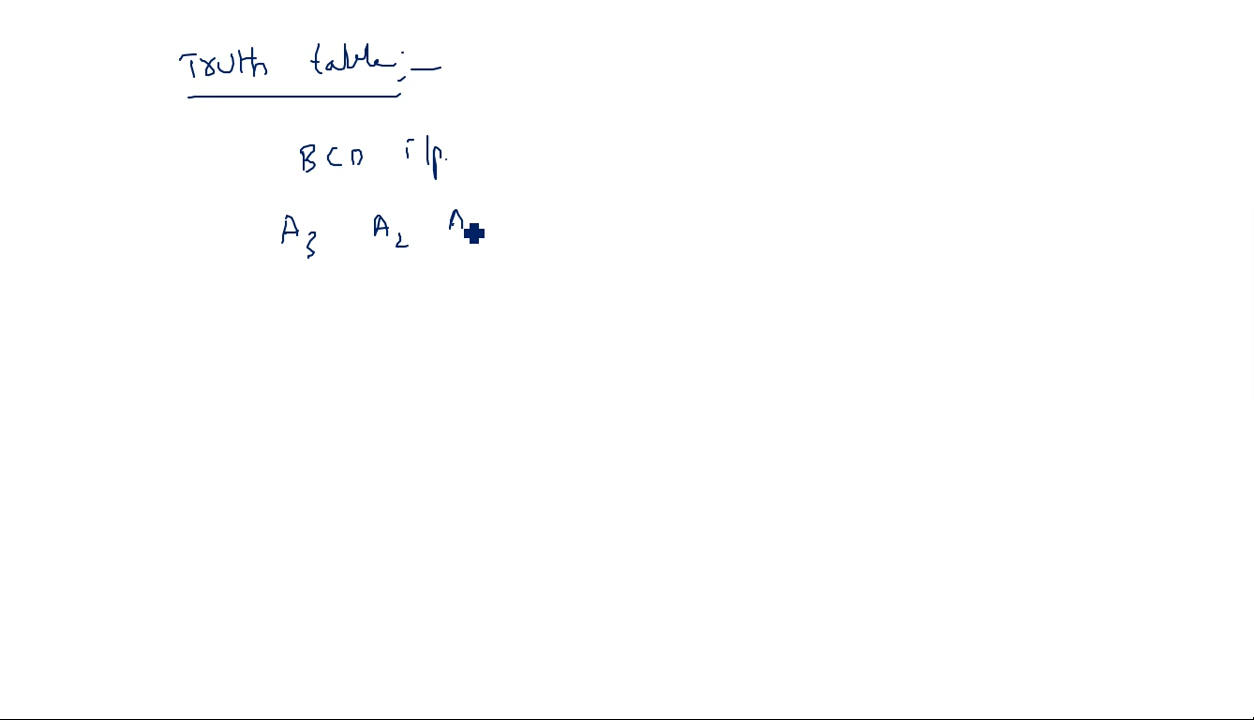 Truth table :-
BCD i/p.
A3 A2 A